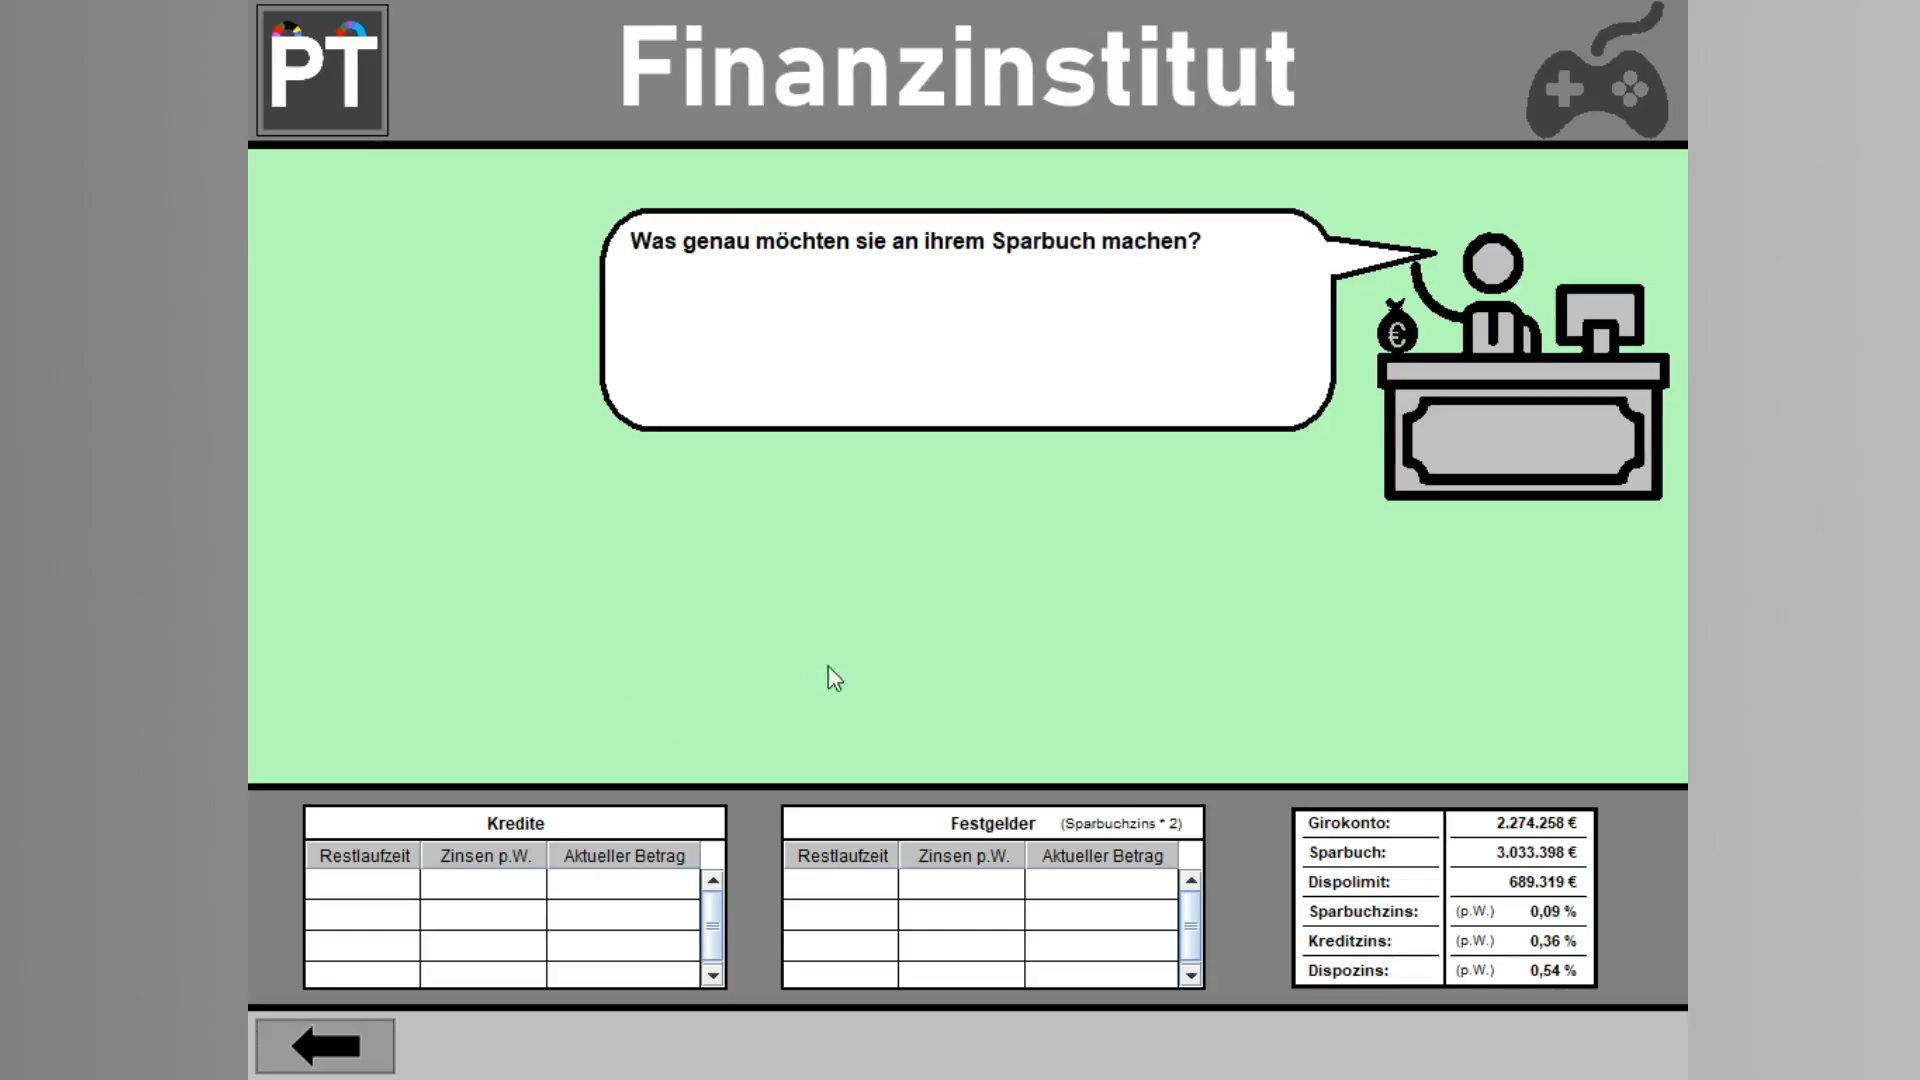 PT
Finanzinstitut
Was genau möchten sie an ihrem Sparbuch machen?
€
Kredite
Restlaufzeit Zinsen p.W. Aktueller Betrag
Festgelder (Sparbuchzins * 2)
Restlaufzeit Zinsen p.W. Aktueller Betrag
Girokonto: 2.274.258 €
Sparbuch: 3.033.398 €
Dispolimit: 689.319 €
Sparbuchzins: (p.W.) 0,09 %
Kreditzins: (p.W.) 0,36 %
Dispozins: (p.W.) 0,54 %